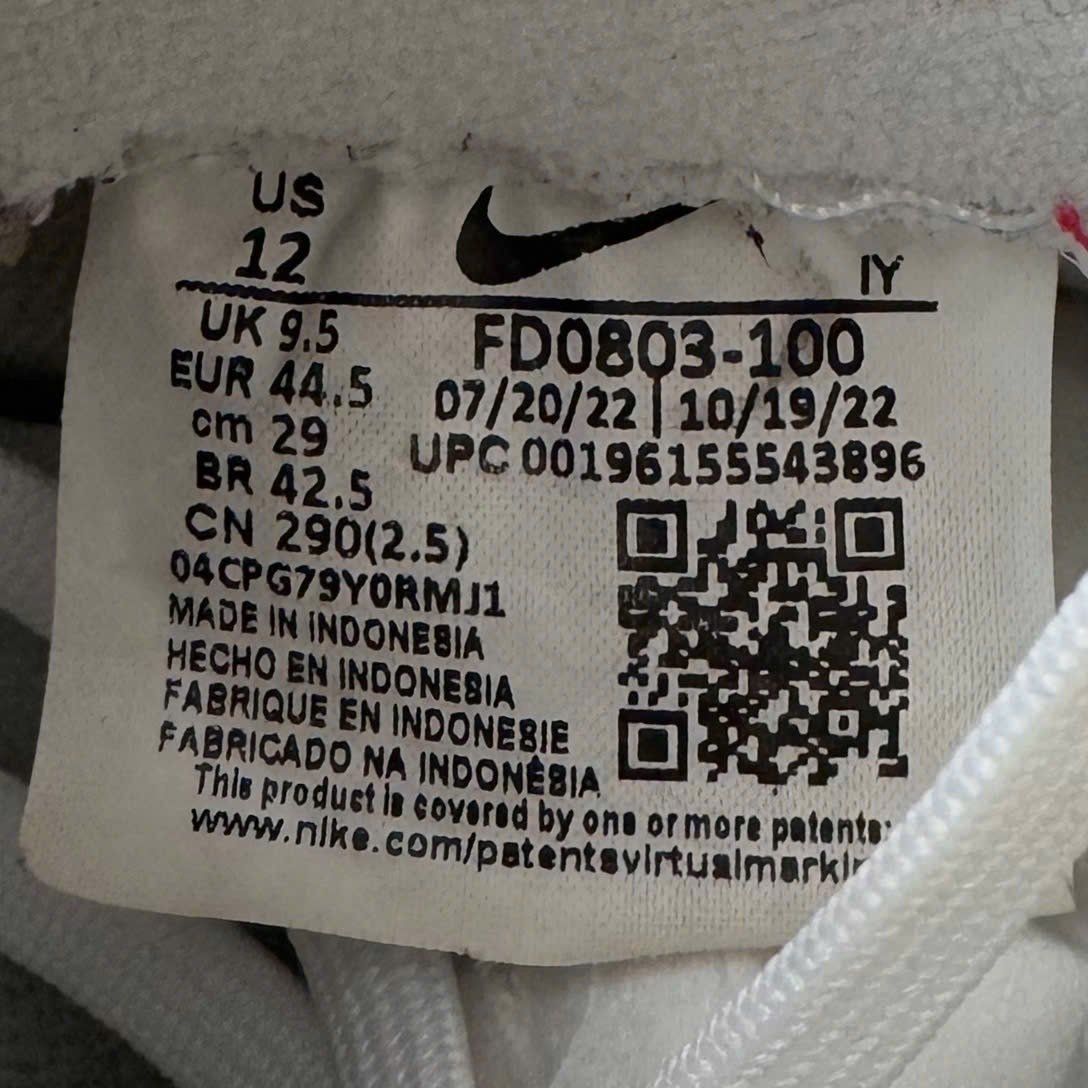 US
12
IY
UK 9.5
EUR 44.5
cm 29
BR 42.5
CN 290(2.5)
04CPG79Y0RMJ1
FD0803-100
07/20/22 | 10/19/22
UPC 00196155543896
MADE IN INDONESIA
HECHO EN INDONESIA
FABRIQUE EN INDONESIE
FABRICADO NA INDONÊSIA
This product is covered by one or more patents:
www.nike.com/patentsvirtualmarkin